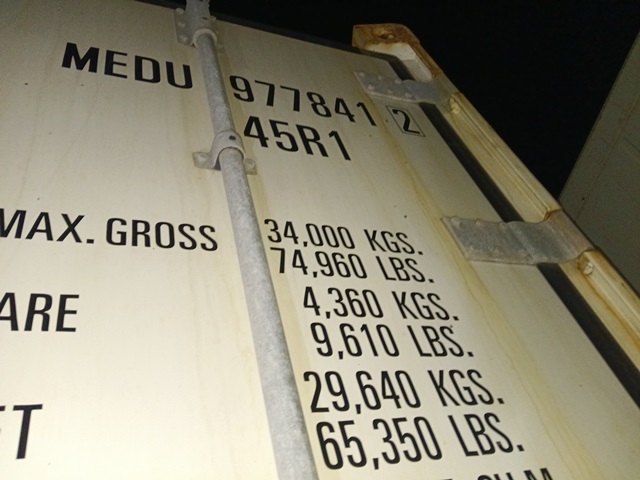 MEDU 977841 2
45R1
MAX. GROSS 34,000 KGS.
74,960 LBS.
ARE 4,360 KGS.
9,610 LBS.
ET 29,640 KGS.
65,350 LBS.